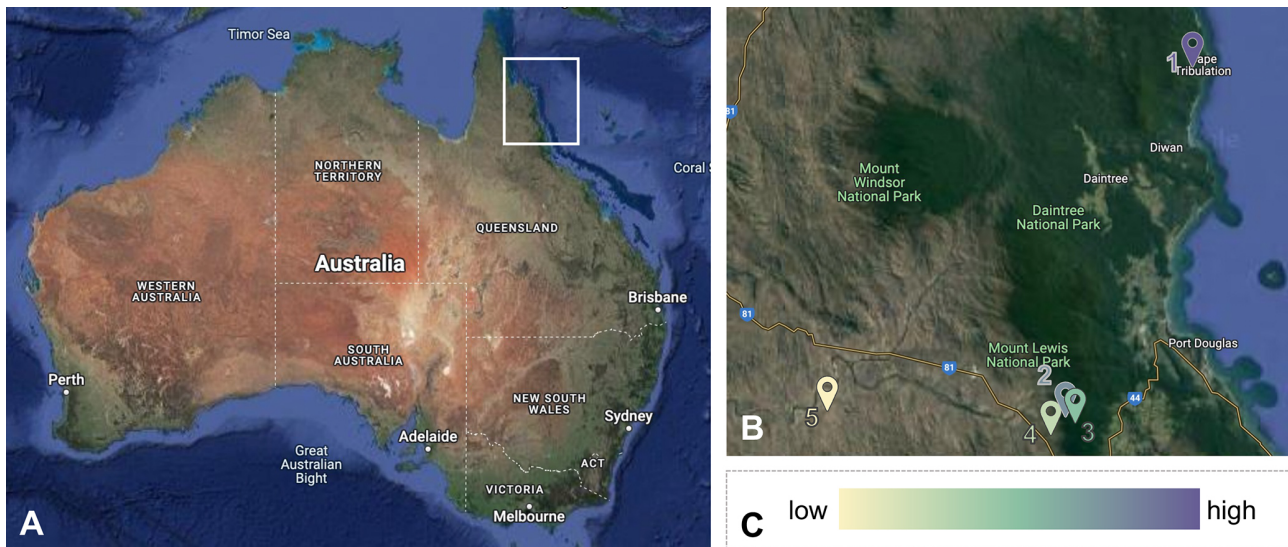 Timor Sea
NORTHERN
TERRITORY
Coral S
QUEENSLAND
Australia
WESTERN
AUSTRALIA
Brisbane
SOUTH
AUSTRALIA
Perth
NEW SOUTH
WALES
Sydney
Adelaide
Great
Australian
Bight
ACT
VICTORIA
Melbourne
A
1
ape
Tribulation
81
Diwan
Mount
Windsor
National Park
Daintree
Daintree
National Park
81
Port Douglas
Mount Lewis
National Park
81
2
44
5
4
3
B
C
low
high